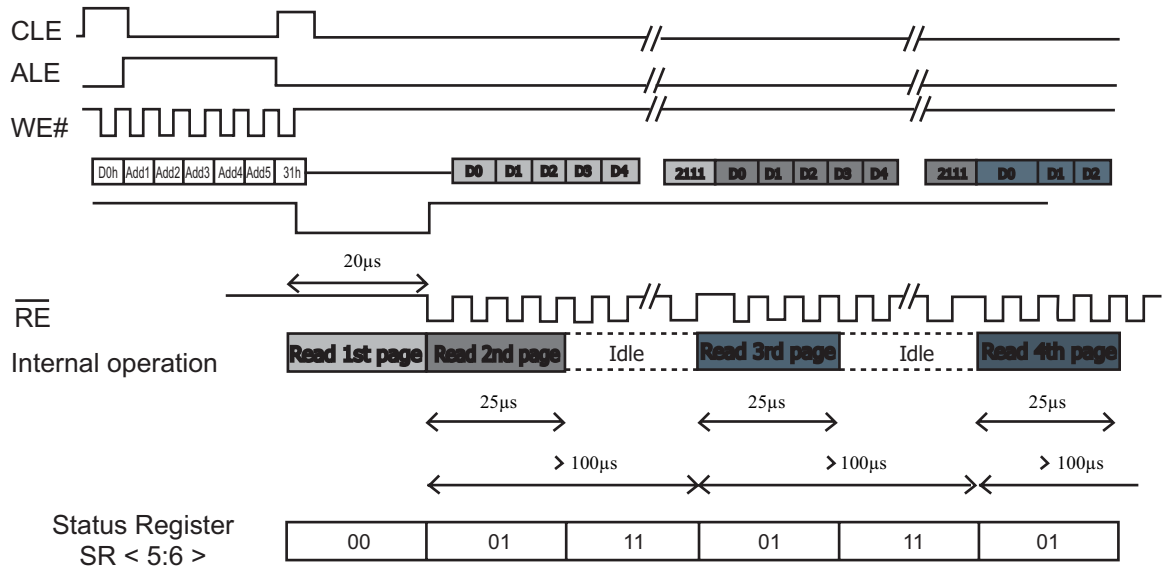 CLE
ALE
WE#
D0h Add1 Add2 Add3 Add4 Add5 31h D0 D1 D2 D3 D4 2111 D0 D1 D2 D3 D4 2111 D0 D1 D2
20µs
RE
Internal operation Read 1st page Read 2nd page Idle Read 3rd page Idle Read 4th page
25µs 25µs 25µs
> 100µs > 100µs > 100µs
Status Register
SR < 5:6 >
00 01 11 01 11 01